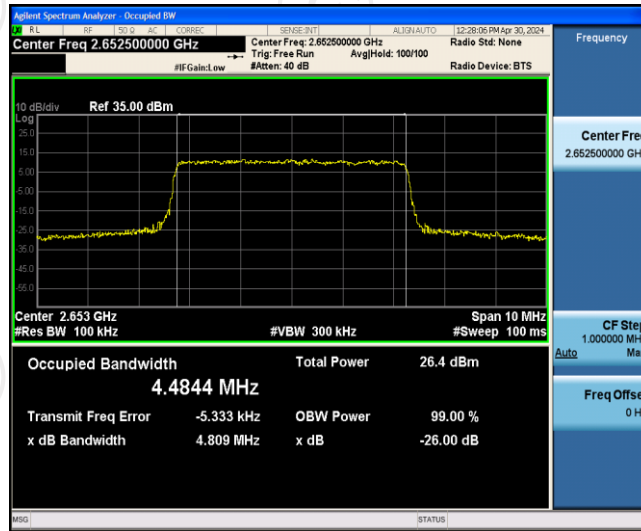 Agilent Spectrum Analyzer - Occupied BW
RL RF 50 Ω AC CORREC SENSE:INT ALIGNAUTO 12:28:06 PM Apr 30, 2024
Center Freq 2.652500000 GHz
Center Freq: 2.652500000 GHz
Radio Std: None
Trig: Free Run Avg|Hold: 100/100
#IFGain:Low
#Atten: 40 dB
Radio Device: BTS
10 dB/div Ref 35.00 dBm
Log
25.0
15.0
5.00
-5.00
-15.0
-25.0
-35.0
-45.0
-55.0
Center 2.653 GHz Span 10 MHz
#Res BW 100 kHz #VBW 300 kHz #Sweep 100 ms
Occupied Bandwidth Total Power 26.4 dBm
4.4844 MHz
Transmit Freq Error -5.333 kHz OBW Power 99.00 %
x dB Bandwidth 4.809 MHz x dB -26.00 dB
MSG STATUS
Frequency
Center Fre
2.652500000 GH
CF Ste
1.000000 MH
Auto Ma
Freq Offse
0 H